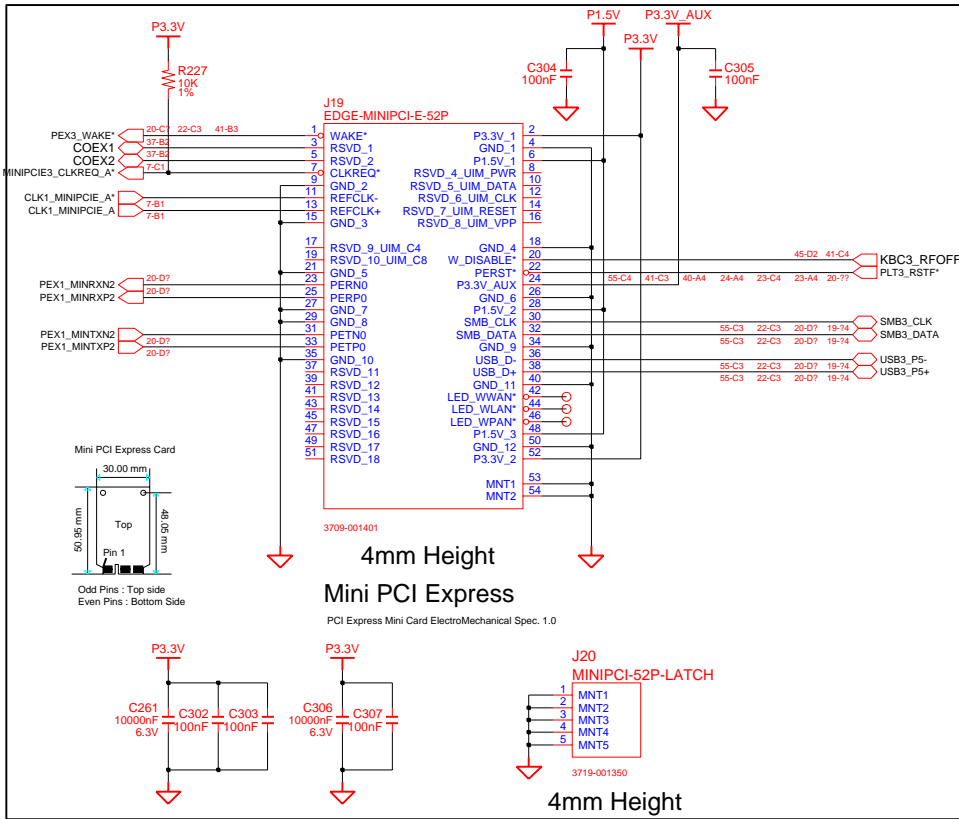 P1.5V
P3.3V_AUX
P3.3V
P3.3V
R227
10K
1%
C304
100nF
C305
100nF
J19
EDGE-MINIPCI-E-52P
PEX3_WAKE* 20-C? 22-C3 41-B3 1 WAKE* P3.3V_1 2
COEX1 37-B2 3 RSVD_1 GND_1 4
COEX2 37-B2 5 RSVD_2 P1.5V_1 6
MINIPCIE3_CLKREQ_A* 7-C1 7 CLKREQ* RSVD_4_UIM_PWR 8
9 GND_2 RSVD_5_UIM_DATA 10
CLK1_MINIPCIE_A* 7-B1 11 REFCLK- RSVD_6_UIM_CLK 12
CLK1_MINIPCIE_A 7-B1 13 REFCLK+ RSVD_7_UIM_RESET 14
15 GND_3 RSVD_8_UIM_VPP 16
17 RSVD_9_UIM_C4 GND_4 18
19 RSVD_10_UIM_C8 W_DISABLE* 20 45-D2 41-C4 KBC3_RFOFF
21 GND_5 PERST* 22 55-C4 41-C3 40-A4 24-A4 23-C4 23-A4 20-?? PLT3_RSTF*
PEX1_MINRXN2 20-D? 23 PERN0 P3.3V_AUX 24
PEX1_MINRXP2 20-D? 25 PERP0 GND_6 26
27 GND_7 P1.5V_2 28
29 GND_8 SMB_CLK 30 55-C3 22-C3 20-D? 19-?4 SMB3_CLK
PEX1_MINTXN2 20-D? 31 PETN0 SMB_DATA 32 55-C3 22-C3 20-D? 19-?4 SMB3_DATA
PEX1_MINTXP2 20-D? 33 PETP0 GND_9 34
35 GND_10 USB_D- 36 55-C3 22-C3 20-D? 19-?4 USB3_P5-
37 RSVD_11 USB_D+ 38 55-C3 22-C3 20-D? 19-?4 USB3_P5+
39 RSVD_12 GND_11 40
41 RSVD_13 LED_WWAN* 42
43 RSVD_14 LED_WLAN* 44
45 RSVD_15 LED_WPAN* 46
47 RSVD_16 P1.5V_3 48
49 RSVD_17 GND_12 50
51 RSVD_18 P3.3V_2 52
MNT1 53
MNT2 54
3709-001401
Mini PCI Express Card
30.00 mm
50.95 mm
48.05 mm
Top
Pin 1
Odd Pins : Top side
Even Pins : Bottom Side
4mm Height
Mini PCI Express
PCI Express Mini Card ElectroMechanical Spec. 1.0
P3.3V
C261
10000nF
6.3V
C302
100nF
C303
100nF
P3.3V
C306
10000nF
6.3V
C307
100nF
J20
MINIPCI-52P-LATCH
1 MNT1
2 MNT2
3 MNT3
4 MNT4
5 MNT5
3719-001350
4mm Height